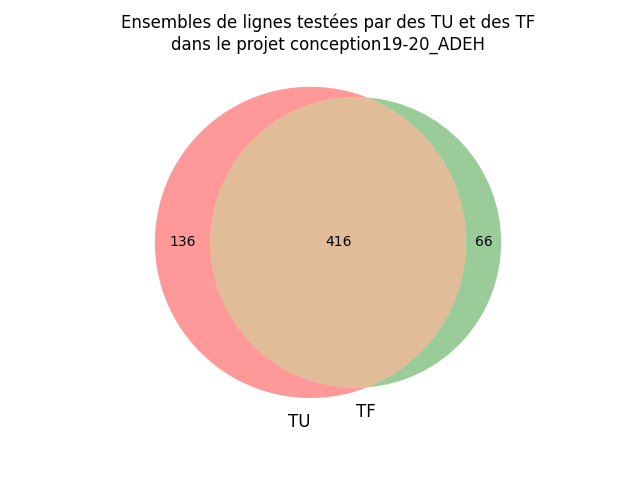 Ensembles de lignes testées par des TU et des TF
dans le projet conception19-20_ADEH
136
416
66
TU
TF